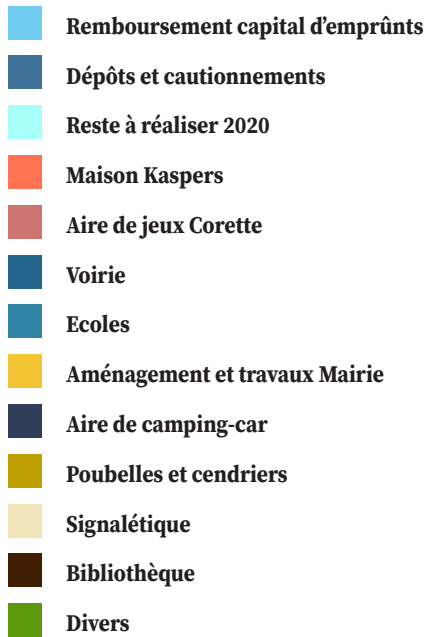 Remboursement capital d’emprûnts
Dépôts et cautionnements
Reste à réaliser 2020
Maison Kaspers
Aire de jeux Corette
Voirie
Ecoles
Aménagement et travaux Mairie
Aire de camping-car
Poubelles et cendriers
Signalétique
Bibliothèque
Divers